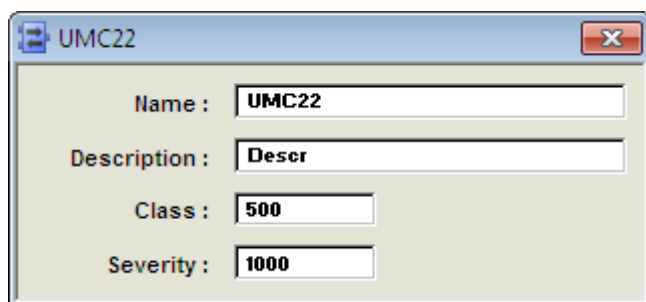 UMC22
Name : UMC22
Description : Descr
Class : 500
Severity : 1000